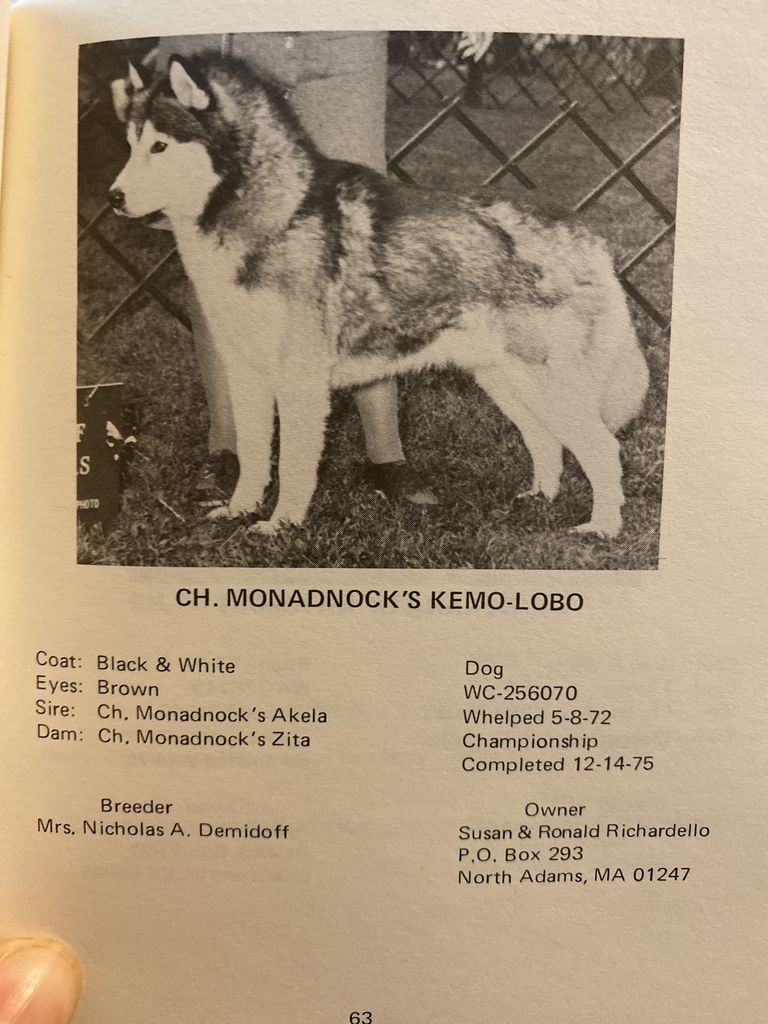 F
S
PHOTO
CH. MONADNOCK'S KEMO-LOBO
Coat: Black & White
Eyes: Brown
Sire: Ch. Monadnock's Akela
Dam: Ch. Monadnock's Zita
Dog
WC-256070
Whelped 5-8-72
Championship
Completed 12-14-75
Breeder
Mrs. Nicholas A. Demidoff
Owner
Susan & Ronald Richardello
P.O. Box 293
North Adams, MA 01247
63